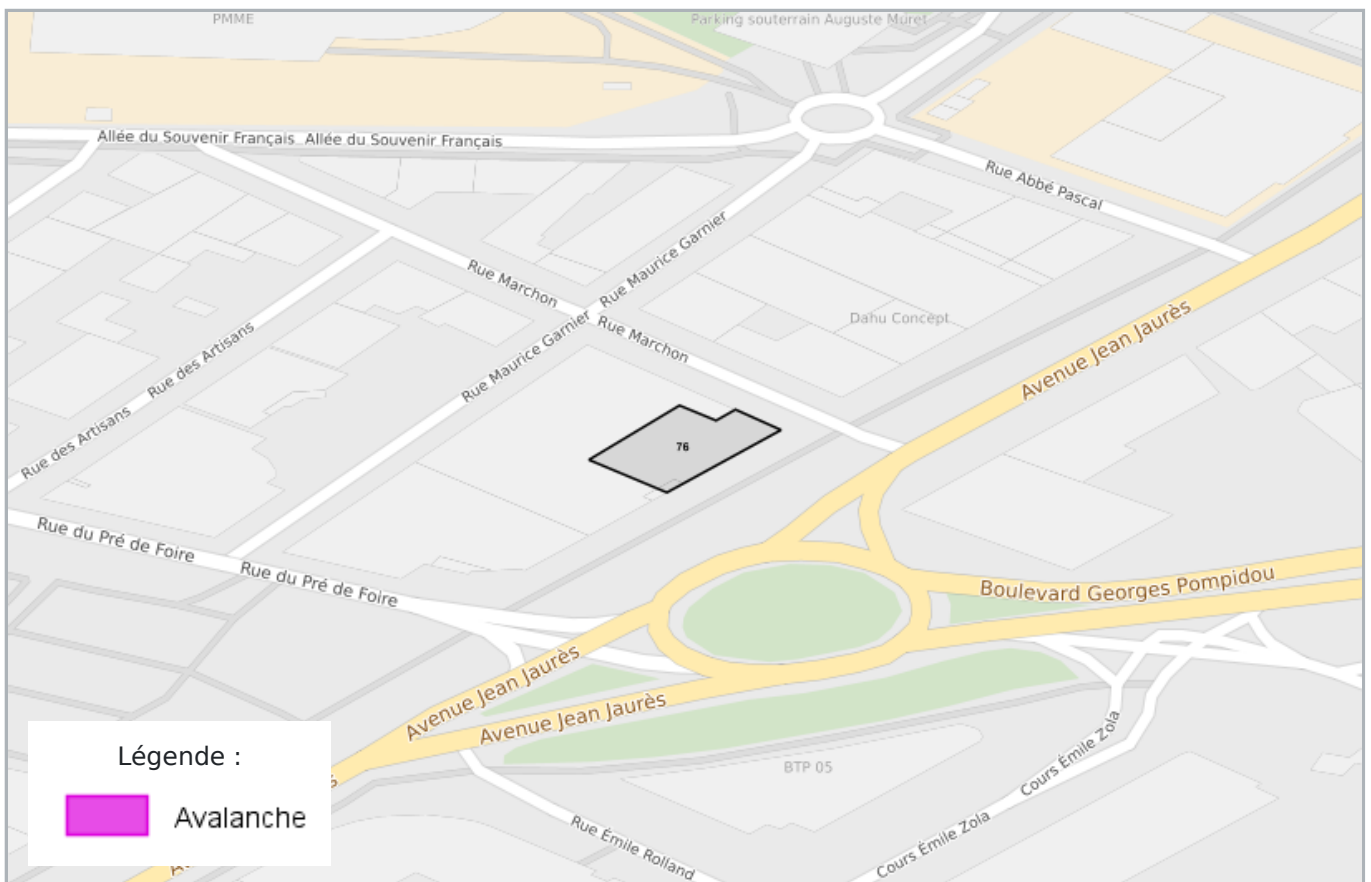 PMME
Parking souterrain Auguste Muret
Allée du Souvenir Français
Allée du Souvenir Français
Rue Abbé Pascal
Rue Maurice Garnier
Rue Marchon
Avenue Jean Jaurès
Dahu Concept
Rue Marchon
Rue Maurice Garnier
Rue des Artisans
Rue des Artisans
76
Rue du Pré de Foire
Rue du Pré de Foire
Boulevard Georges Pompidou
Avenue Jean Jaurès
Avenue Jean Jaurès
Cours Émile Zola
BTP 05
Légende :
Avalanche
Rue Émile Rolland
Cours Émile Zola